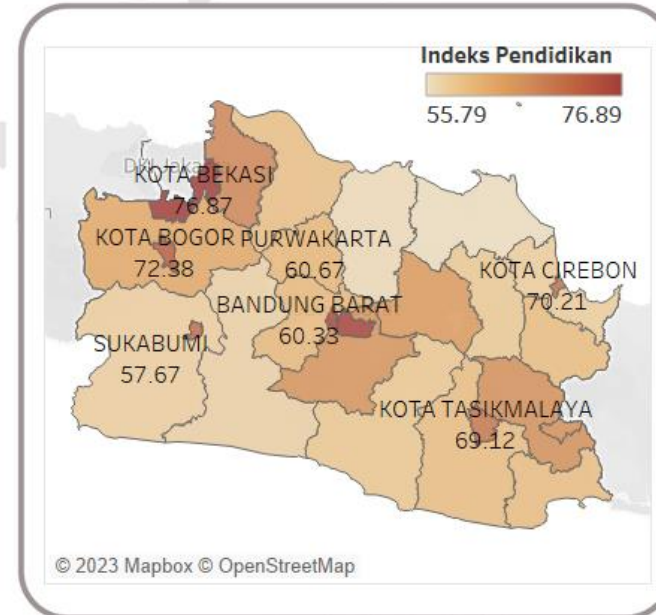 Indeks Pendidikan
55.79 76.89
KOTA BEKASI
76.87
KOTA BOGOR PURWAKARTA
72.38 60.67
KOTA CIREBON
70.21
BANDUNG BARAT
60.33
SUKABUMI
57.67
KOTA TASIKMALAYA
69.12
© 2023 Mapbox © OpenStreetMap